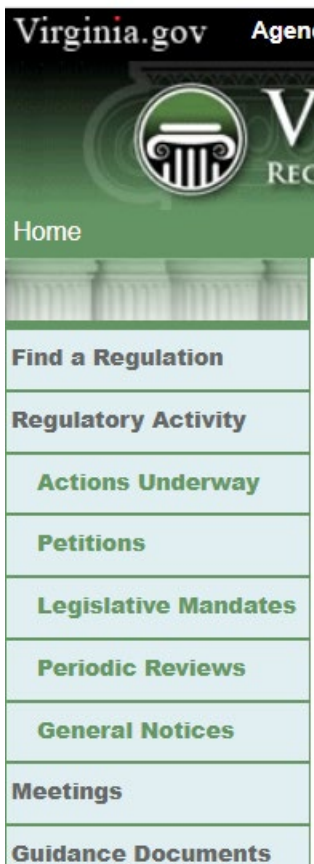 Virginia.gov
Home
Find a Regulation
Regulatory Activity
Actions Underway
Petitions
Legislative Mandates
Periodic Reviews
General Notices
Meetings
Guidance Documents